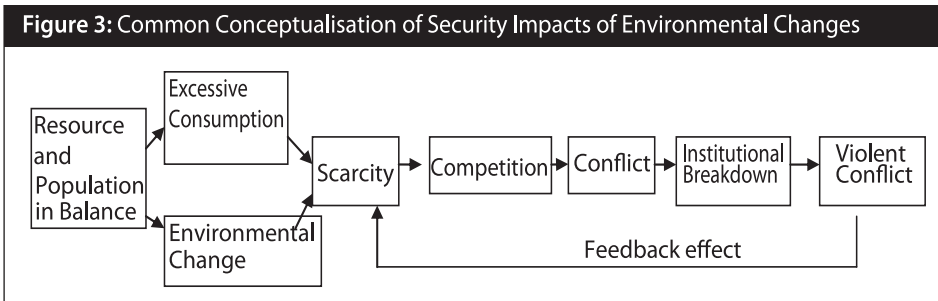 Figure 3: Common Conceptualisation of Security Impacts of Environmental Changes
Resource
and
Population
in Balance
Excessive
Consumption
Environmental
Change
Scarcity
Competition
Conflict
Institutional
Breakdown
Violent
Conflict
Feedback effect